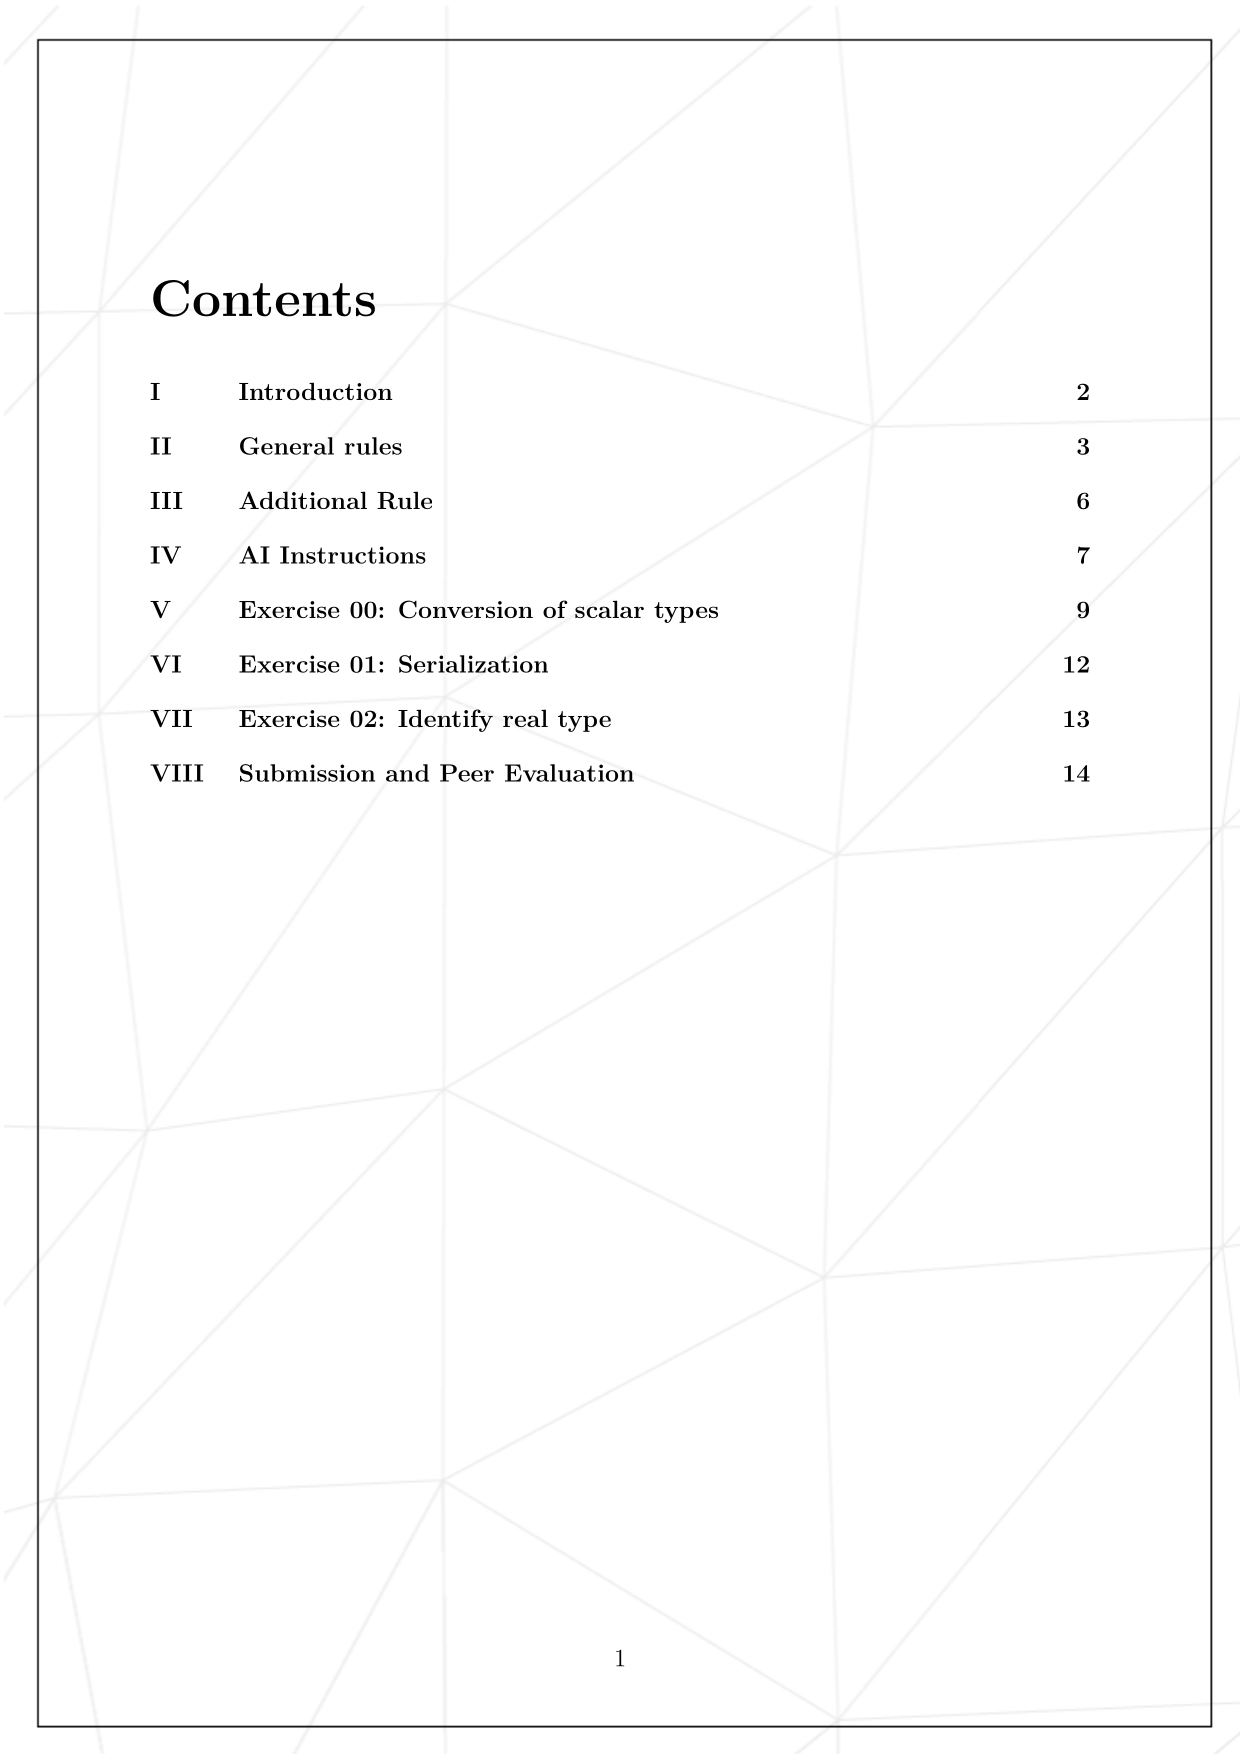 Contents
I Introduction 2
II General rules 3
III Additional Rule 6
IV AI Instructions 7
V Exercise 00: Conversion of scalar types 9
VI Exercise 01: Serialization 12
VII Exercise 02: Identify real type 13
VIII Submission and Peer Evaluation 14
1